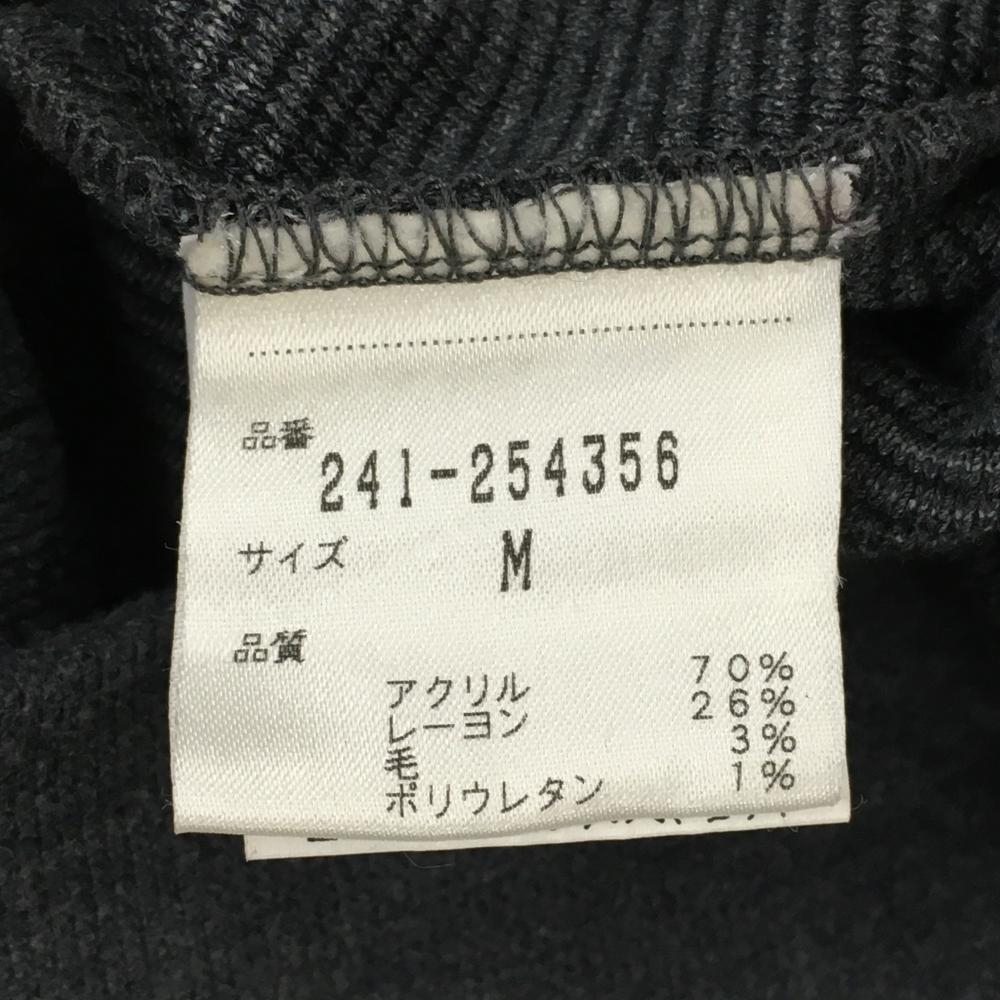 品番
241-254356
サイズ M
品質
アクリル 70%
レーヨン 26%
毛 3%
ポリウレタン 1%